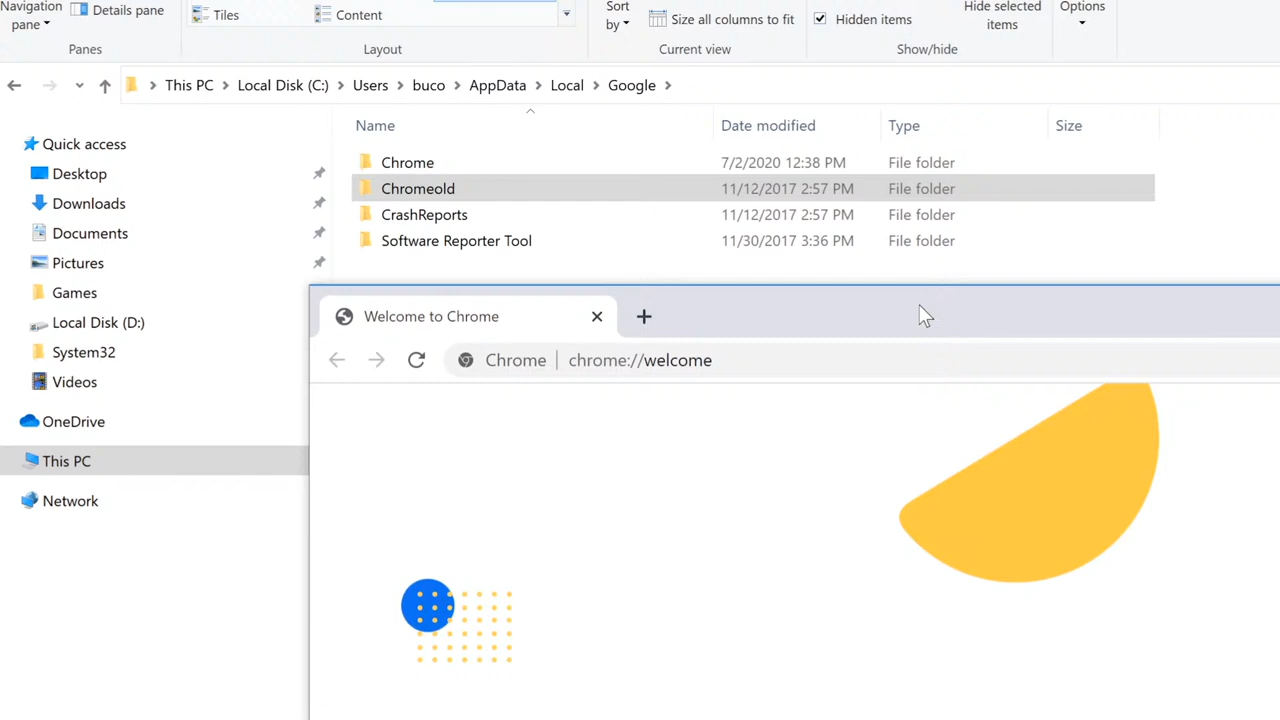 Navigation pane
Details pane
Tiles
Content
Sort by
Size all columns to fit
Hidden items
Hide selected items
Options
Panes
Layout
Current view
Show/hide
This PC
Local Disk (C:)
Users
buco
AppData
Local
Google
Name
Date modified
Type
Size
Quick access
Desktop
Downloads
Documents
Pictures
Games
Local Disk (D:)
System32
Videos
OneDrive
This PC
Network
Chrome 7/2/2020 12:38 PM File folder
Chromeold 11/12/2017 2:57 PM File folder
CrashReports 11/12/2017 2:57 PM File folder
Software Reporter Tool 11/30/2017 3:36 PM File folder
Welcome to Chrome
Chrome | chrome://welcome